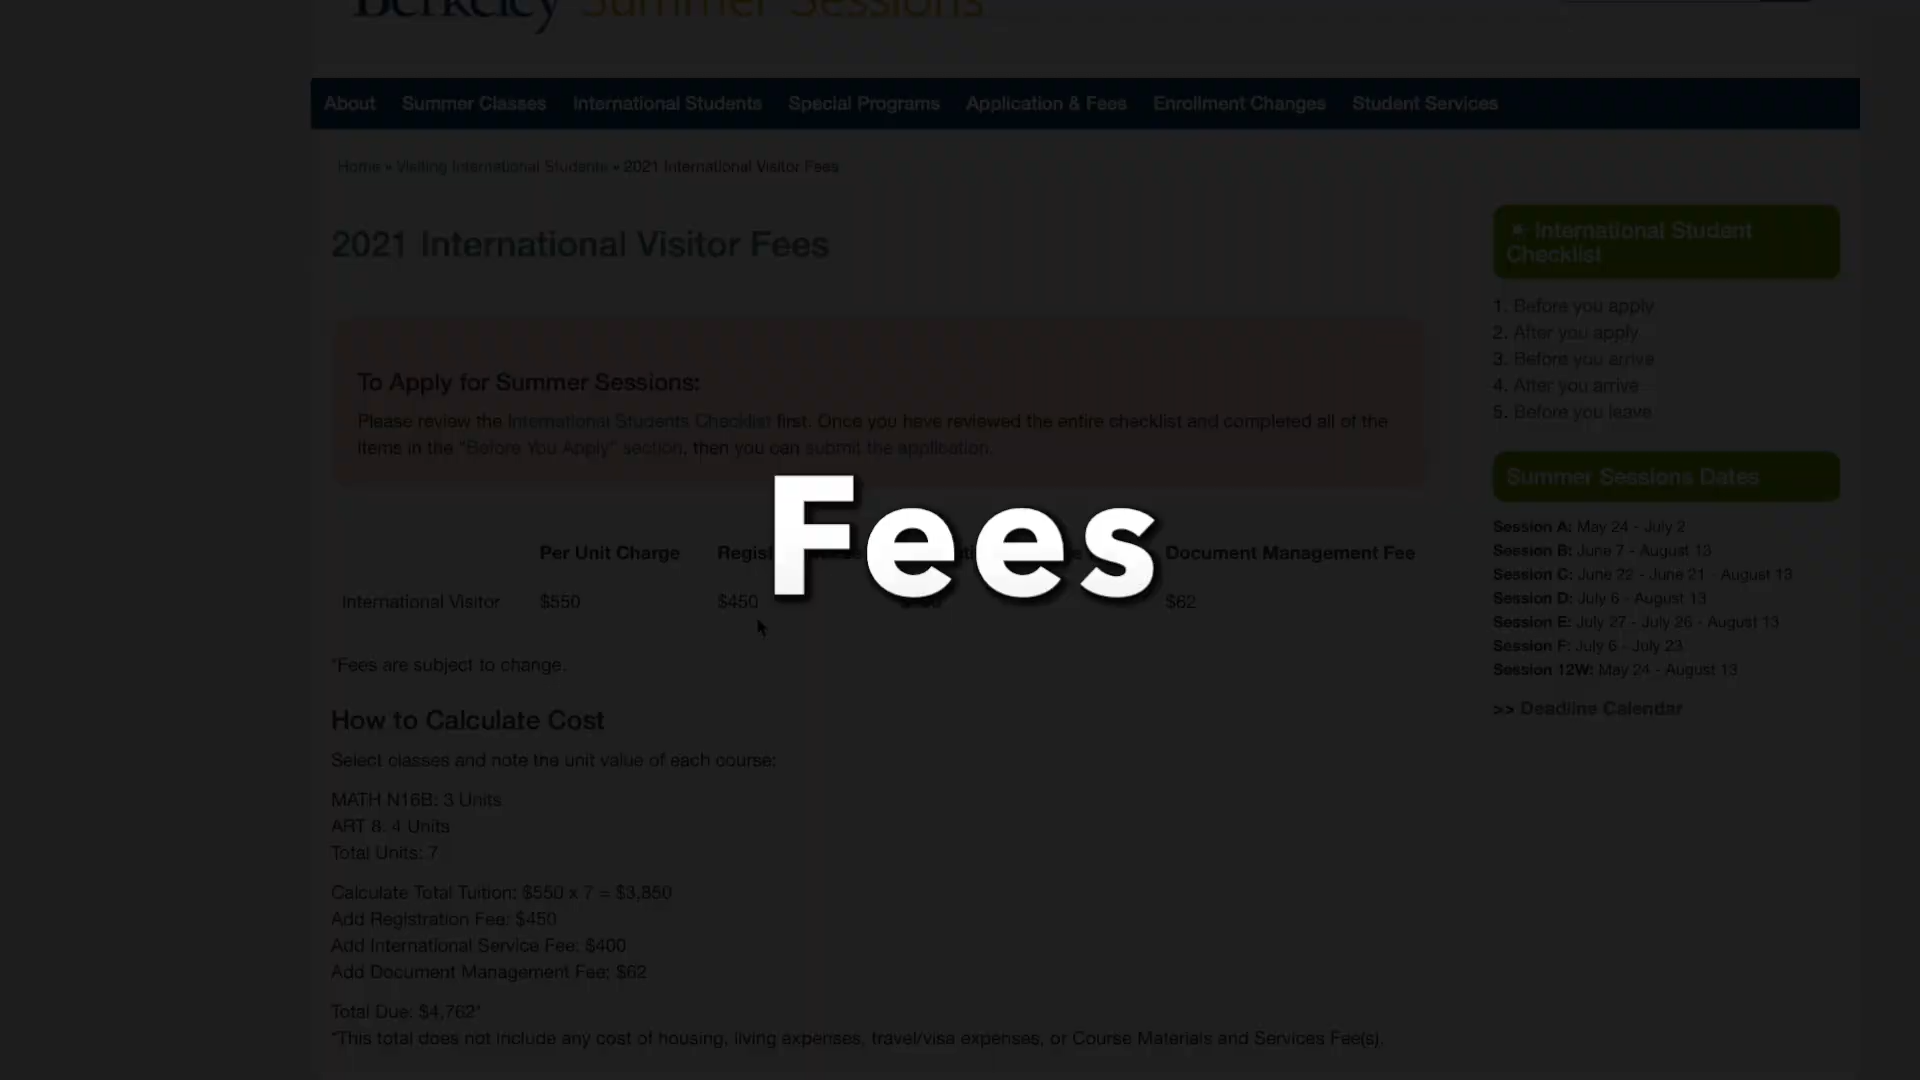 Berkeley Summer Sessions
About Summer Classes International Students Special Programs Application & Fees Enrollment Changes Student Services
Home » Visiting International Students » 2021 International Visitor Fees
2021 International Visitor Fees
To Apply for Summer Sessions:
Please review the International Students Checklist first. Once you have reviewed the entire checklist and completed all of the
items in the "Before You Apply" section, then you can submit the application.
Fees
Per Unit Charge Document Management Fee
International Visitor $550 $450 $62
*Fees are subject to change.
How to Calculate Cost
Select classes and note the unit value of each course:
MATH N16B: 3 Units
ART 8: 4 Units
Total Units: 7
Calculate Total Tuition: $550 x 7 = $3,850
Add Registration Fee: $450
Add International Service Fee: $400
Add Document Management Fee: $62
Total Due: $4,762*
*This total does not include any cost of housing, living expenses, travel/visa expenses, or Course Materials and Services Fee(s).
International Student
Checklist
1. Before you apply
2. After you apply
3. Before you arrive
4. After you arrive
5. Before you leave
Summer Sessions Dates
Session A: May 24 - July 2
Session B: June 7 - August 13
Session C: June 22 - June 21 - August 13
Session D: July 6 - August 13
Session E: July 27 - July 26 - August 13
Session F: July 6 - July 23
Session 12W: May 24 - August 13
>> Deadline Calendar